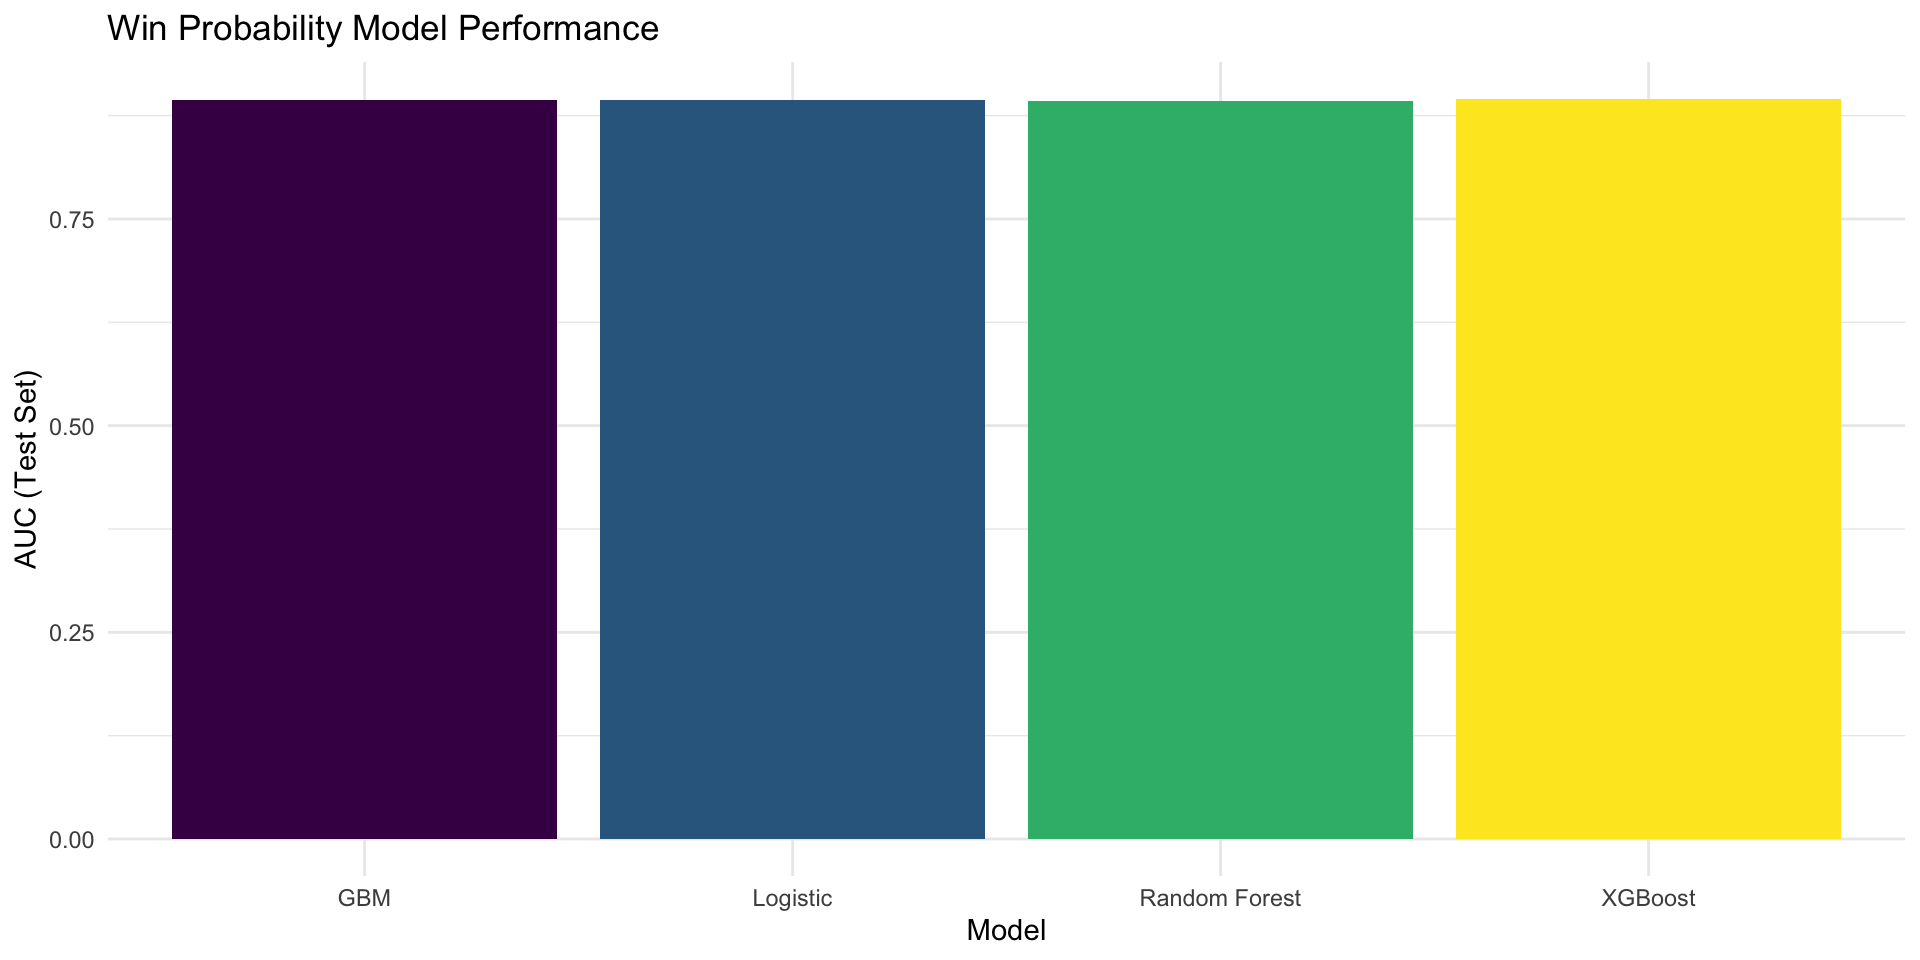 Win Probability Model Performance
AUC (Test Set)
0.75
0.50
0.25
0.00
GBM
Logistic
Random Forest
XGBoost
Model